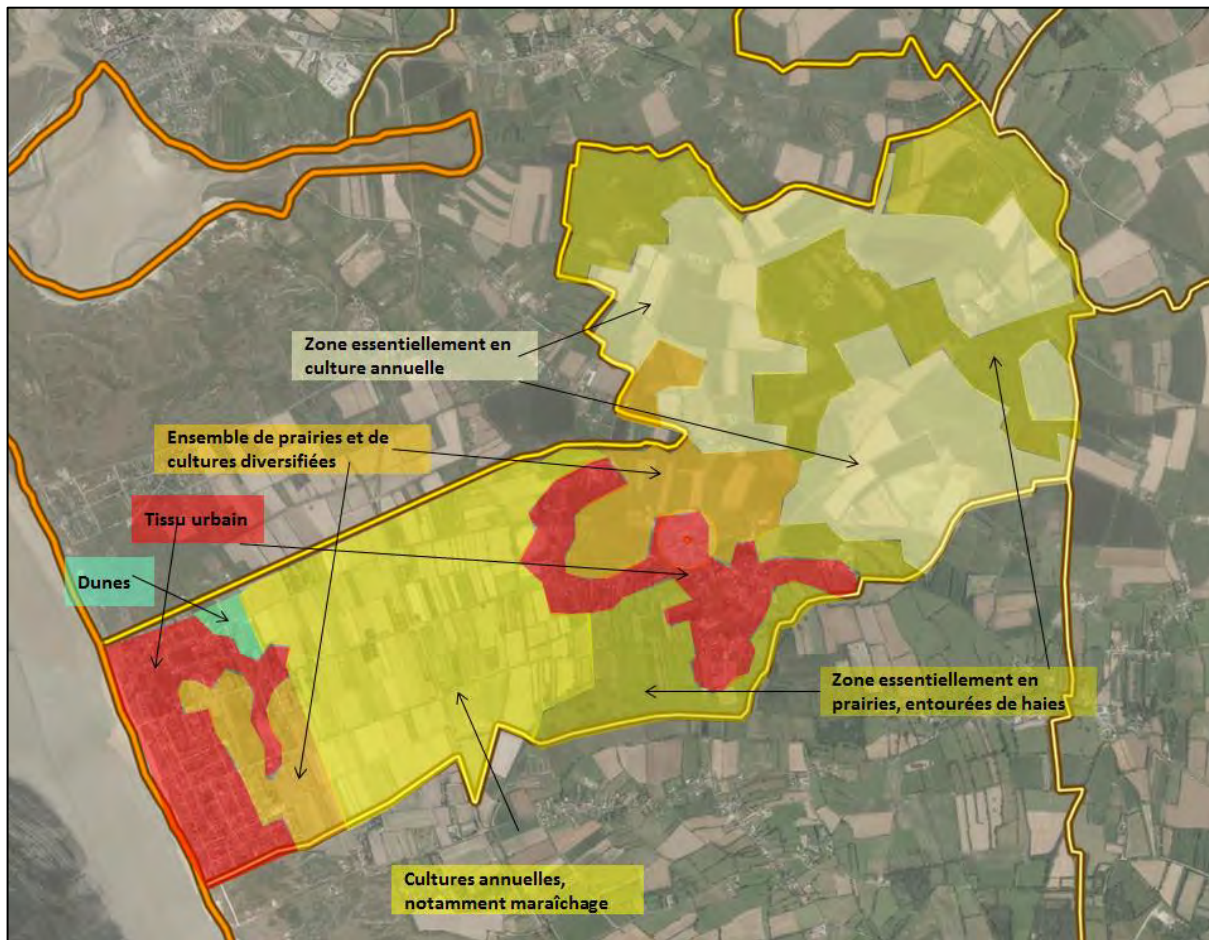 Zone essentiellement en
culture annuelle
Ensemble de prairies et de
cultures diversifiées
Tissu urbain
Dunes
Zone essentiellement en
prairies, entourées de haies
Cultures annuelles,
notamment maraîchage